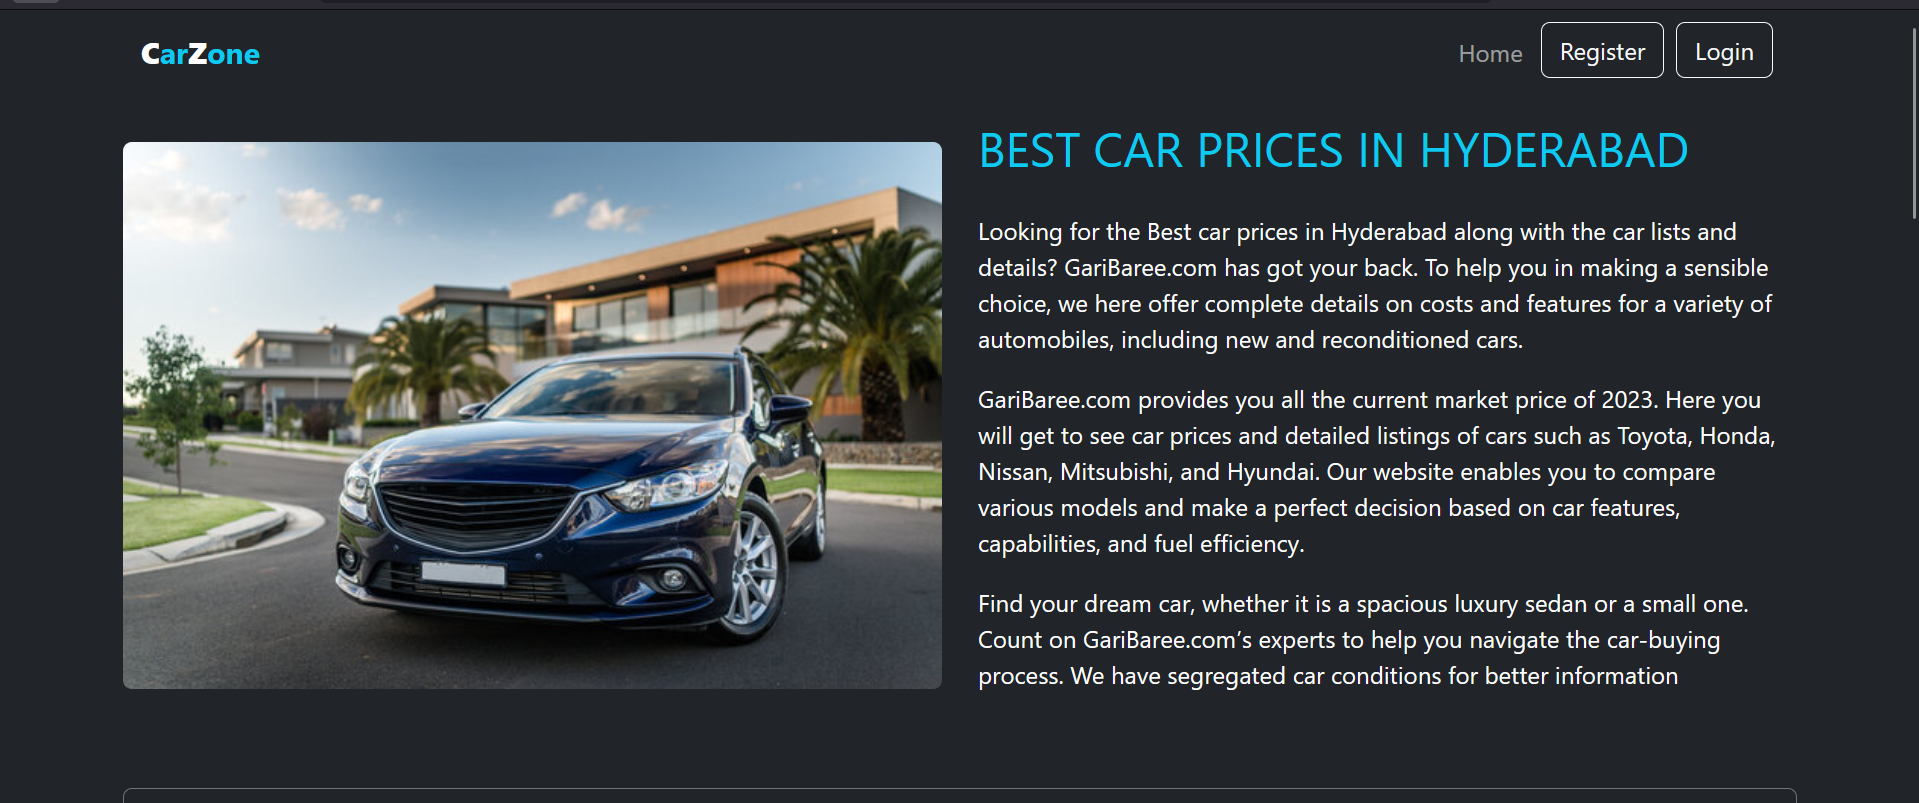 CarZone
Home
Register
Login
BEST CAR PRICES IN HYDERABAD
Looking for the Best car prices in Hyderabad along with the car lists and
details? GariBaree.com has got your back. To help you in making a sensible
choice, we here offer complete details on costs and features for a variety of
automobiles, including new and reconditioned cars.
GariBaree.com provides you all the current market price of 2023. Here you
will get to see car prices and detailed listings of cars such as Toyota, Honda,
Nissan, Mitsubishi, and Hyundai. Our website enables you to compare
various models and make a perfect decision based on car features,
capabilities, and fuel efficiency.
Find your dream car, whether it is a spacious luxury sedan or a small one.
Count on GariBaree.com’s experts to help you navigate the car-buying
process. We have segregated car conditions for better information